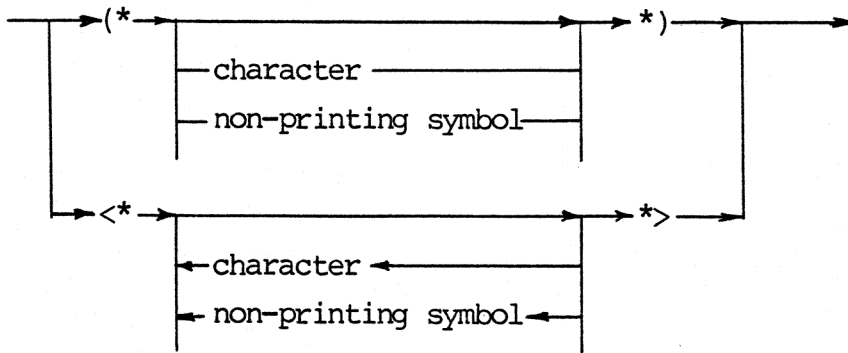 (* *)
character
non-printing symbol
<* *>
character
non-printing symbol